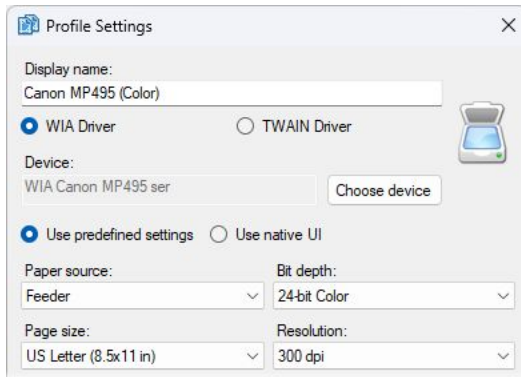 Profile Settings
Display name:
Canon MP495 (Color)
WIA Driver TWAIN Driver
Device:
WIA Canon MP495 ser Choose device
Use predefined settings Use native UI
Paper source: Bit depth:
Feeder 24-bit Color
Page size: Resolution:
US Letter (8.5x11 in) 300 dpi